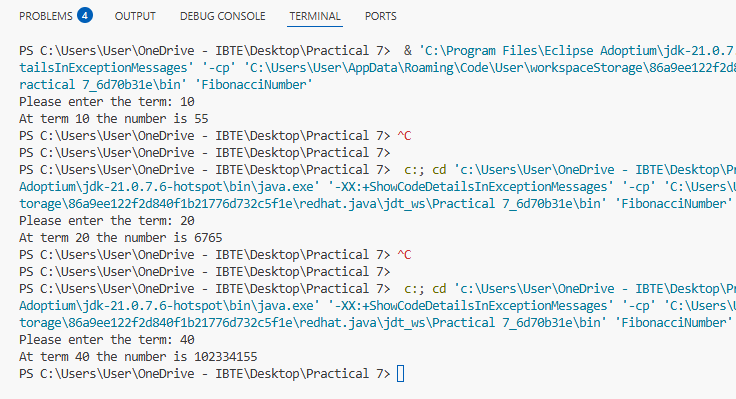 PROBLEMS 4 OUTPUT DEBUG CONSOLE TERMINAL PORTS
PS C:\Users\User\OneDrive - IBTE\Desktop\Practical 7>  & 'C:\Program Files\Eclipse Adoptium\jdk-21.0.7
tailsInExceptionMessages' '-cp' 'C:\Users\User\AppData\Roaming\Code\User\workspaceStorage\86a9ee122f2d8
ractical 7_6d70b31e\bin' 'FibonacciNumber'
Please enter the term: 10
At term 10 the number is 55
PS C:\Users\User\OneDrive - IBTE\Desktop\Practical 7> ^C
PS C:\Users\User\OneDrive - IBTE\Desktop\Practical 7>
PS C:\Users\User\OneDrive - IBTE\Desktop\Practical 7>  c:; cd 'c:\Users\User\OneDrive - IBTE\Desktop\Pr
Adoptium\jdk-21.0.7.6-hotspot\bin\java.exe' '-XX:+ShowCodeDetailsInExceptionMessages' '-cp' 'C:\Users\U
torage\86a9ee122f2d840f1b21776d732c5f1e\redhat.java\jdt_ws\Practical 7_6d70b31e\bin' 'FibonacciNumber'
Please enter the term: 20
At term 20 the number is 6765
PS C:\Users\User\OneDrive - IBTE\Desktop\Practical 7> ^C
PS C:\Users\User\OneDrive - IBTE\Desktop\Practical 7>
PS C:\Users\User\OneDrive - IBTE\Desktop\Practical 7>  c:; cd 'c:\Users\User\OneDrive - IBTE\Desktop\Pr
Adoptium\jdk-21.0.7.6-hotspot\bin\java.exe' '-XX:+ShowCodeDetailsInExceptionMessages' '-cp' 'C:\Users\U
torage\86a9ee122f2d840f1b21776d732c5f1e\redhat.java\jdt_ws\Practical 7_6d70b31e\bin' 'FibonacciNumber'
Please enter the term: 40
At term 40 the number is 102334155
PS C:\Users\User\OneDrive - IBTE\Desktop\Practical 7>